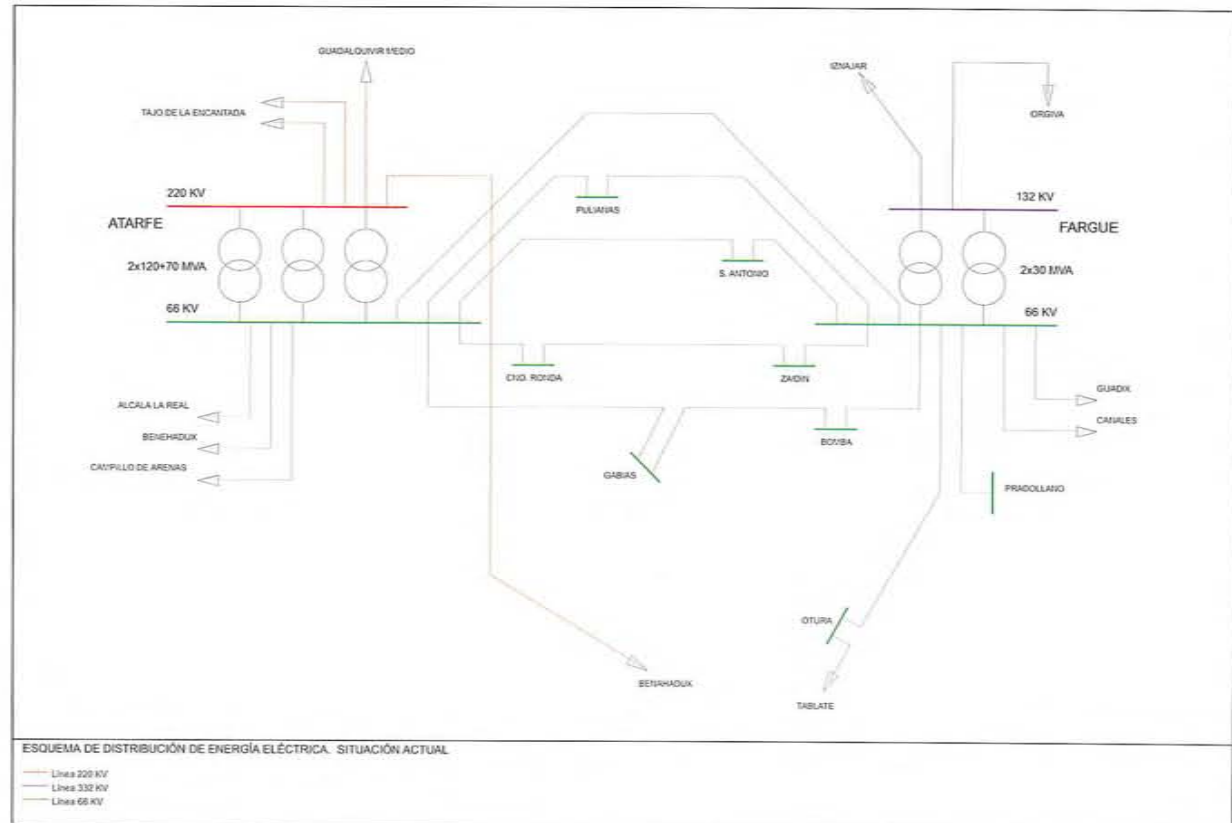 GUADALQUIVIR MEDIO
IZNAJAR
TAJO DE LA ENCANTADA
ORGIVA
220 KV
132 KV
PULIANAS
ATARFE
FARGUE
2x120+70 MVA
S. ANTONIO
2x30 MVA
66 KV
66 KV
CNO. RONDA
ZAIDIN
GUADIX
ALCALA LA REAL
CANALES
BENEHADUX
BOMBA
CAMPILLO DE ARENAS
GABIAS
PRADOLLANO
OTURA
BENAHADUX
TABLATE
ESQUEMA DE DISTRIBUCIÓN DE ENERGÍA ELÉCTRICA. SITUACIÓN ACTUAL
Línea 220 KV
Línea 332 KV
Línea 66 KV